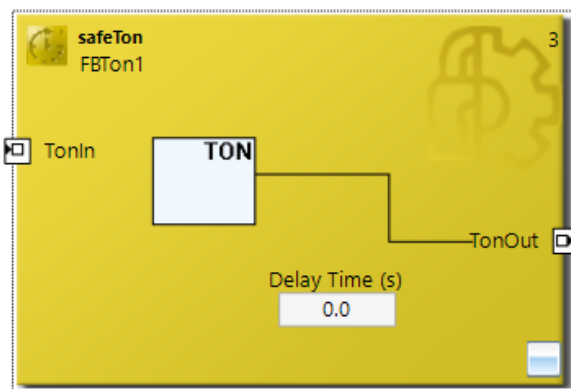 safeTon
3
FBTon1
TonIn
TON
TonOut
Delay Time (s)
0.0